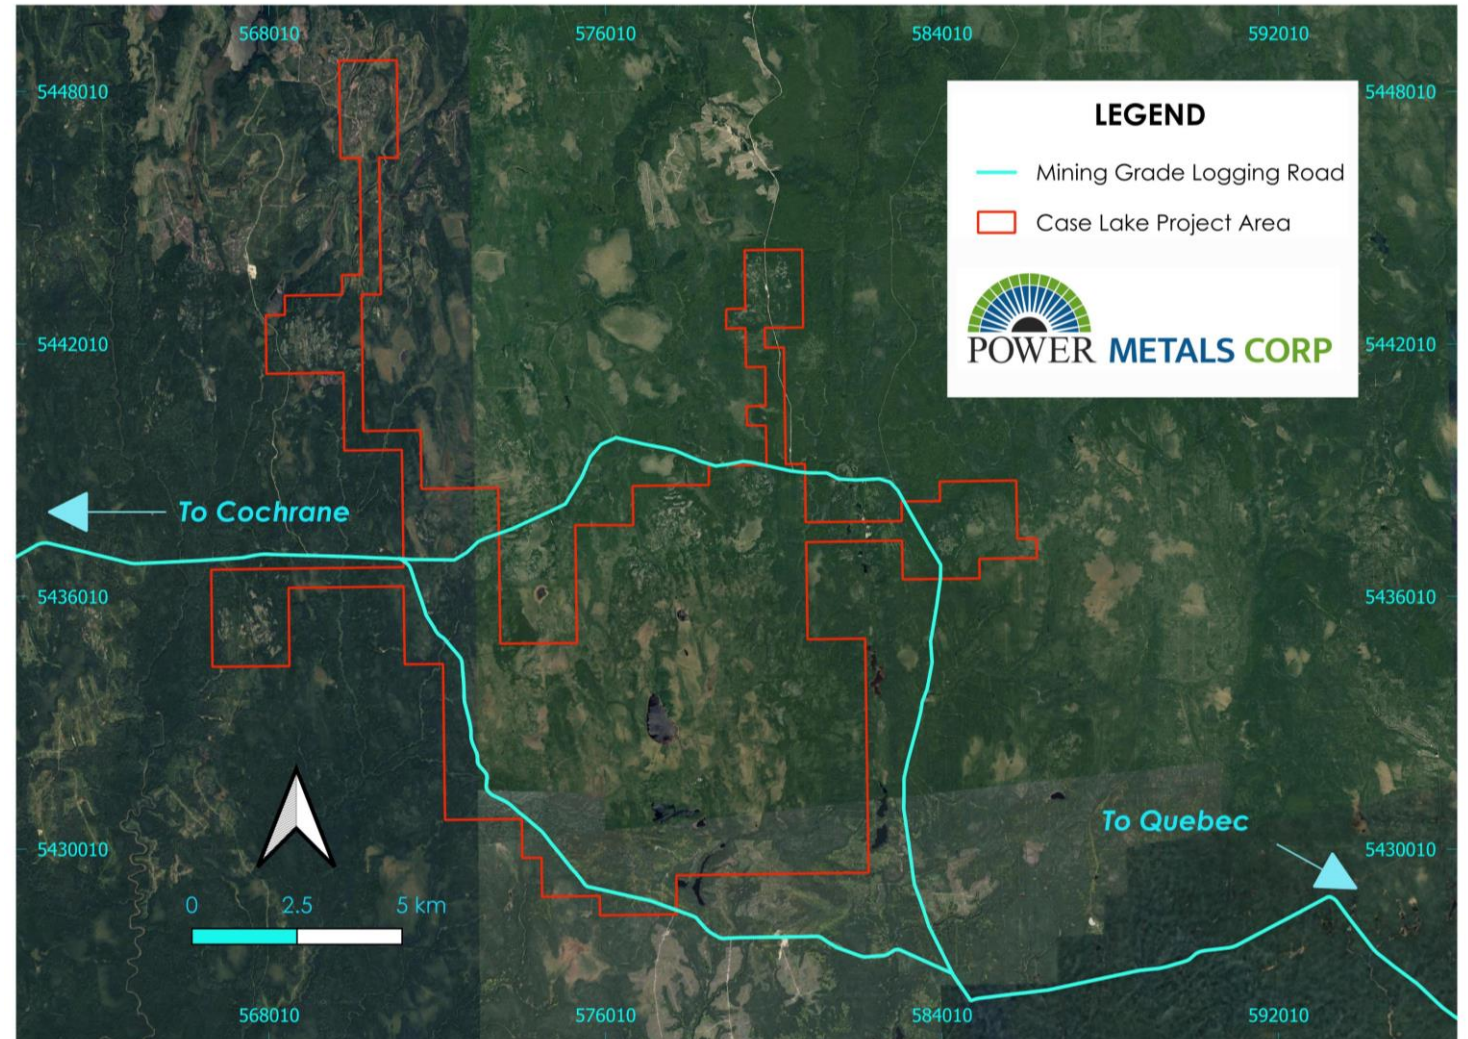 568010 576010 584010 592010
5448010 5448010
LEGEND
Mining Grade Logging Road
Case Lake Project Area
POWER METALS CORP
5442010 5442010
To Cochrane
5436010 5436010
To Quebec
5430010 5430010
0 2.5 5 km
568010 576010 584010 592010